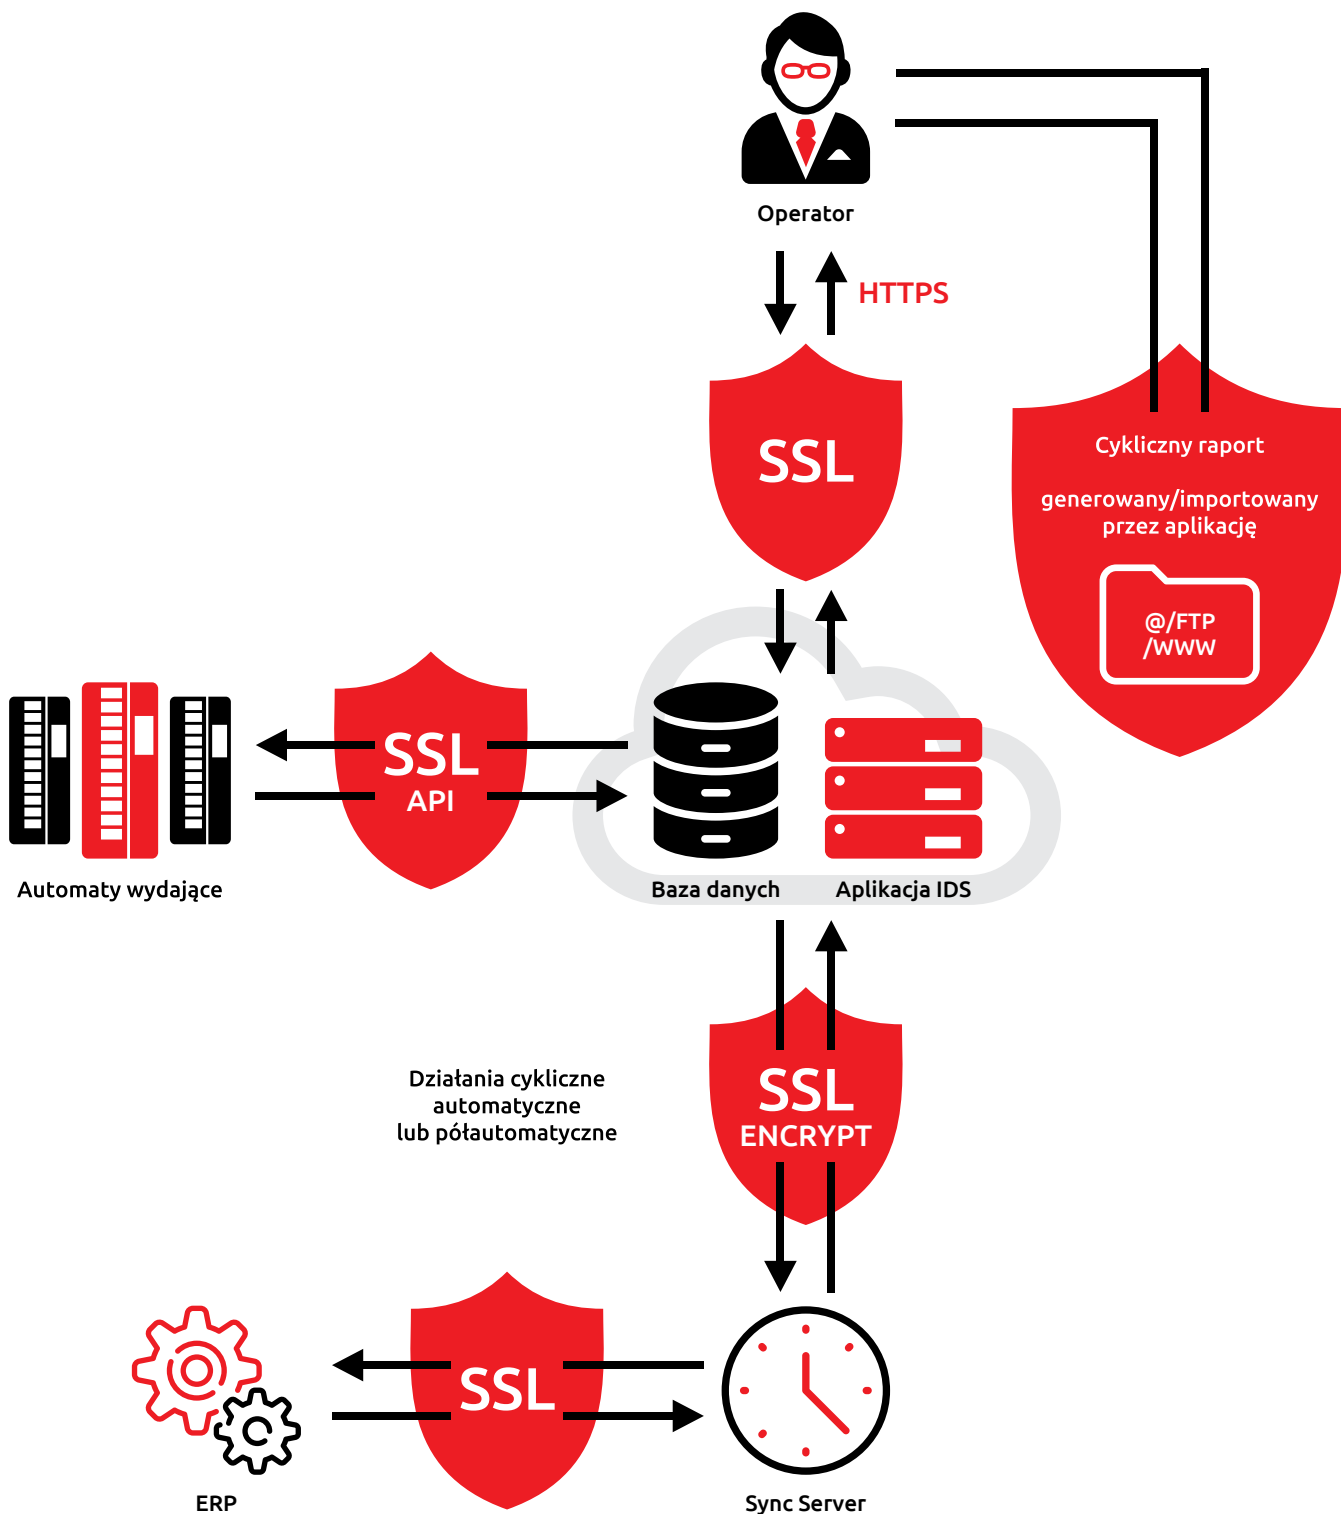 Operator
HTTPS
SSL
Cykliczny raport
generowany/importowany
przez aplikację
@/FTP
/WWW
SSL
API
Automaty wydające
Baza danych
Aplikacja IDS
Działania cykliczne
automatyczne
lub półautomatyczne
SSL
ENCRYPT
SSL
ERP
Sync Server